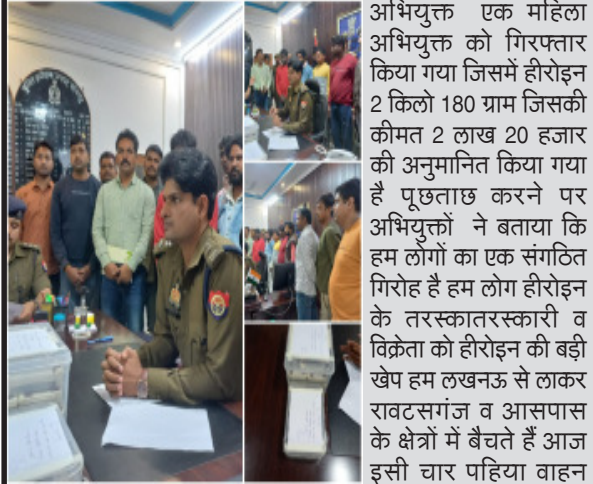 अभियुक्त एक महिला
अभियुक्त को गिरफ्तार
किया गया जिसमें हीरोइन
2 किलो 180 ग्राम जिसकी
कीमत 2 लाख 20 हजार
की अनुमानित किया गया
है पूछताछ करने पर
अभियुक्तों ने बताया कि
हम लोगों का एक संगठित
गिरोह है हम लोग हीरोइन
के तरस्कातरस्कारी व
विक्रेता को हीरोइन की बड़ी
खेप हम लखनऊ से लाकर
रावटसगंज व आसपास
के क्षेत्रों में बैचते हैं आज
इसी चार पहिया वाहन